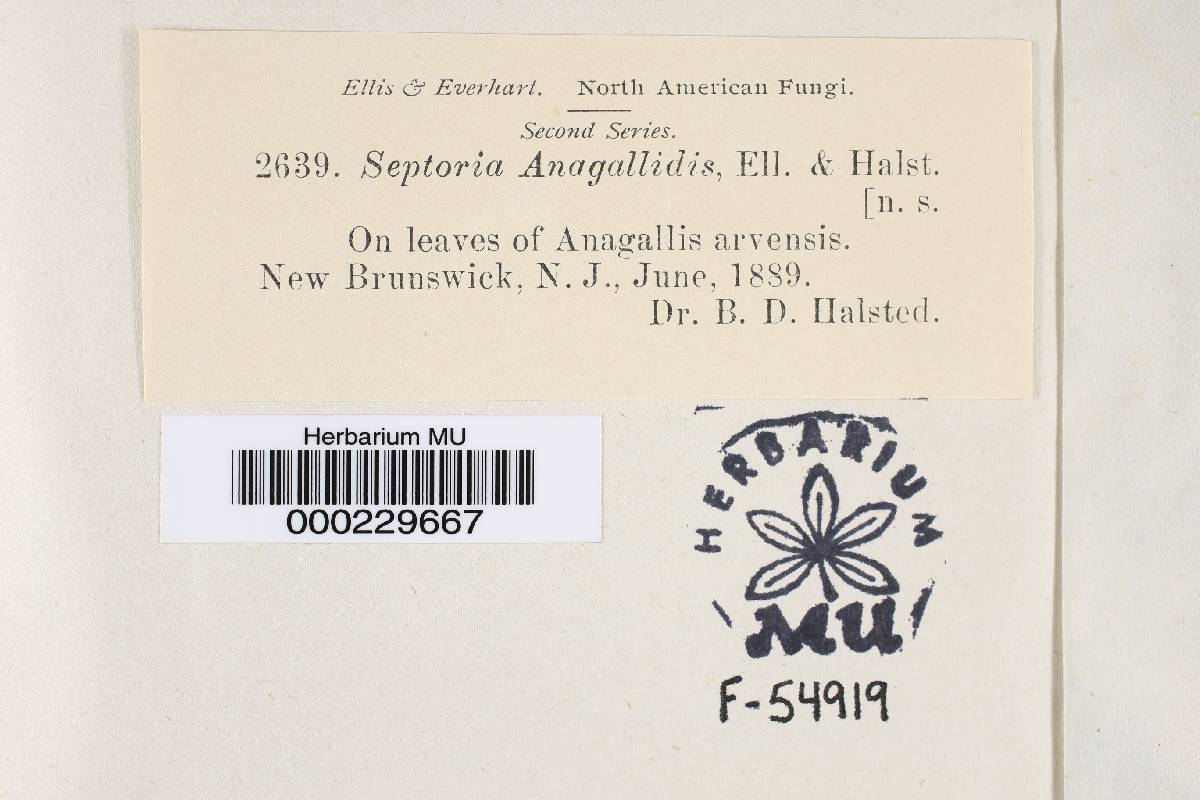 Ellis & Everhart. North American Fungi.
Second Series.
2639. Septoria Anagallidis, Ell. & Halst.
[n. s.
On leaves of Anagallis arvensis.
New Brunswick, N. J., June, 1889.
Dr. B. D. Halsted.
Herbarium MU
000229667
HERBARIUM
MU
F-54919